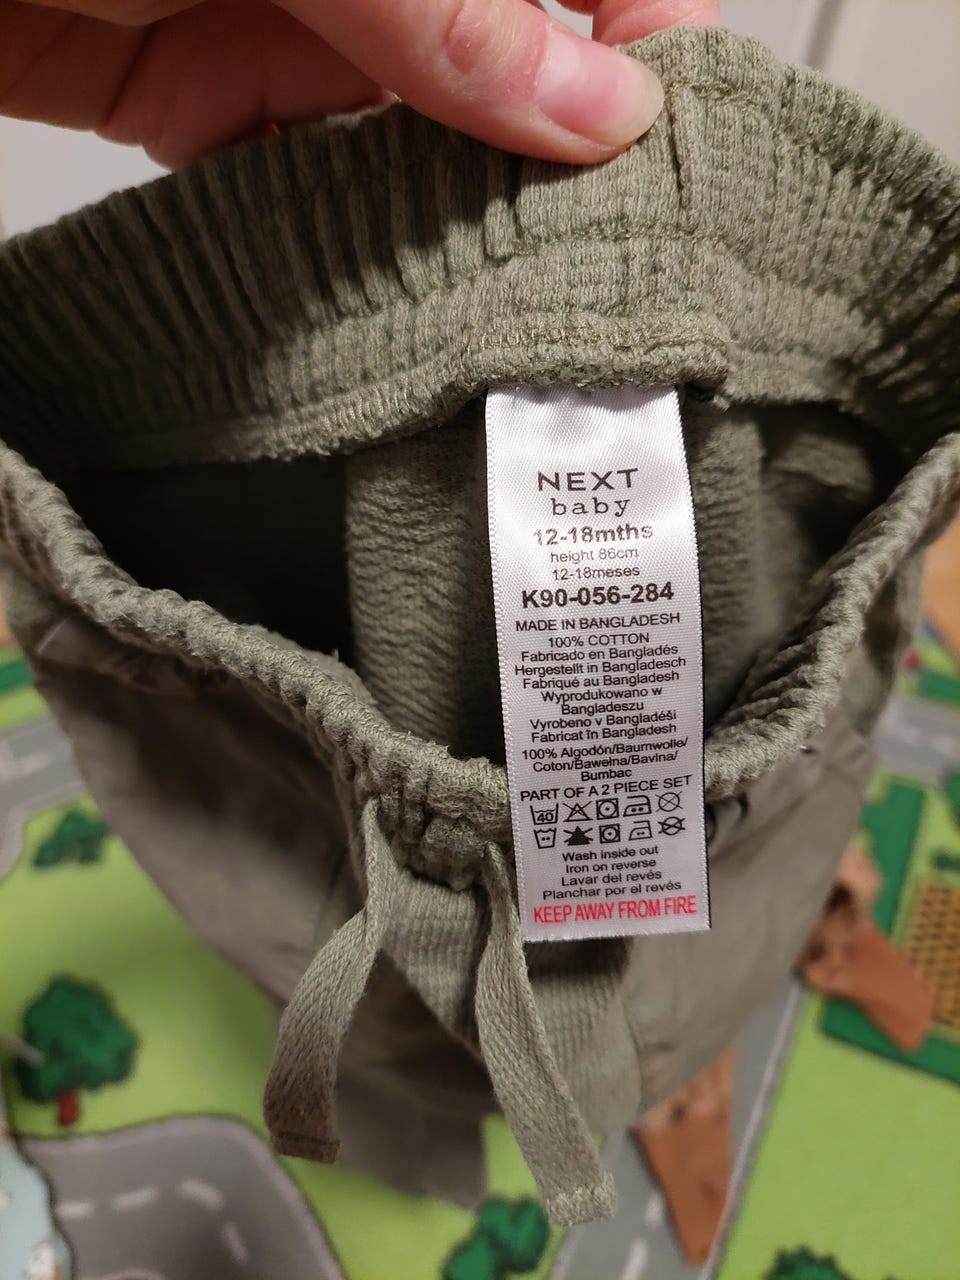 NEXT
baby
12-18mths
height 86cm
12-18meses
K90-056-284
MADE IN BANGLADESH
100% COTTON
Fabricado en Bangladés
Hergestellt in Bangladesch
Fabriqué au Bangladesh
Wyprodukowano w
Bangladeszu
Vyrobeno v Bangladéši
Fabricat în Bangladesh
100% Algodón/Baumwolle/
Coton/Bawełna/Bavlna/
Bumbac
PART OF A 2 PIECE SET
40
Wash inside out
Iron on reverse
Lavar del revés
Planchar por el revés
KEEP AWAY FROM FIRE